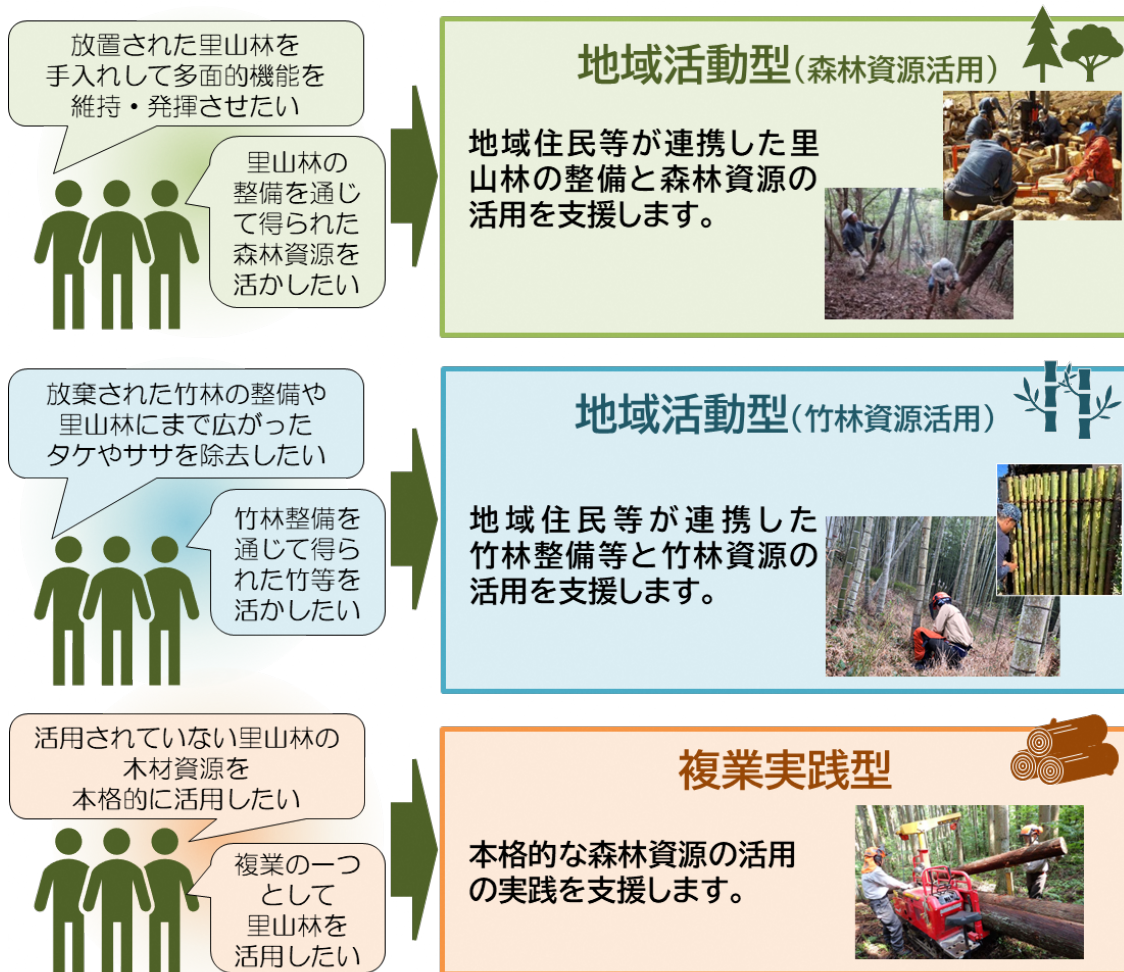 放置された里山林を
手入れして多面的機能を
維持・発揮させたい
里山林の
整備を通じ
て得られた
森林資源を
活かしたい
地域活動型(森林資源活用)
地域住民等が連携した里
山林の整備と森林資源の
活用を支援します。
放棄された竹林の整備や
里山林にまで広がった
タケやササを除去したい
竹林整備を
通じて得ら
れた竹等を
活かしたい
地域活動型(竹林資源活用)
地域住民等が連携した
竹林整備等と竹林資源の
活用を支援します。
活用されていない里山林の
木材資源を
本格的に活用したい
複業の一つ
として
里山林を
活用したい
複業実践型
本格的な森林資源の活用
の実践を支援します。